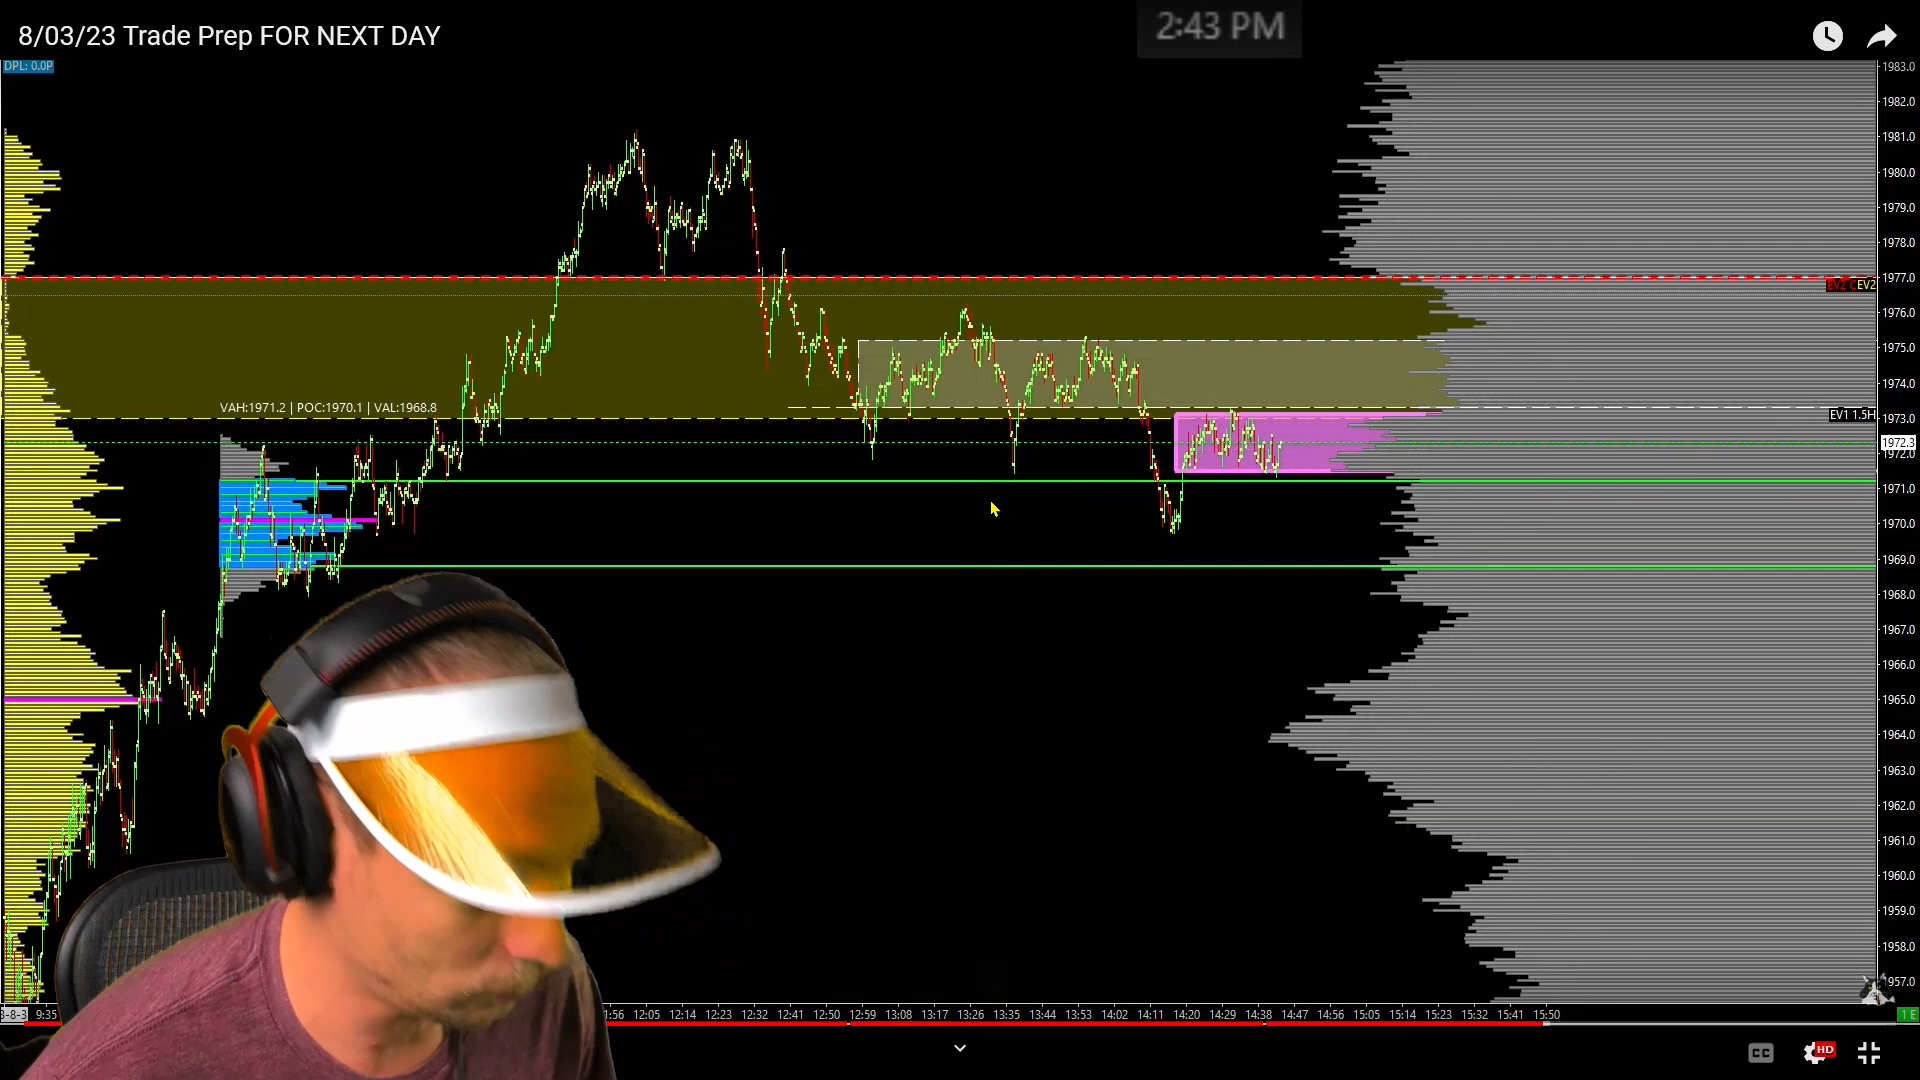 2:43 PM
8/03/23 Trade Prep FOR NEXT DAY
DPL: 0.0P
1983.0
1982.0
1981.0
1980.0
1979.0
1978.0
1977.0
EV2
1976.0
1975.0
1974.0
VAH:1971.2 | POC:1970.1 | VAL:1968.8
1973.0
EV1 1.5H
1972.3
1972.0
1971.0
1970.0
1969.0
1968.0
1967.0
1966.0
1965.0
1964.0
1963.0
1962.0
1961.0
1960.0
1959.0
1958.0
957.0
3-8-3 9:35 1:56 12:05 12:14 12:23 12:32 12:41 12:50 12:59 13:08 13:17 13:26 13:35 13:44 13:53 14:02 14:11 14:20 14:29 14:38 14:47 14:56 15:05 15:14 15:23 15:32 15:41 15:50
1 E
CC
HD